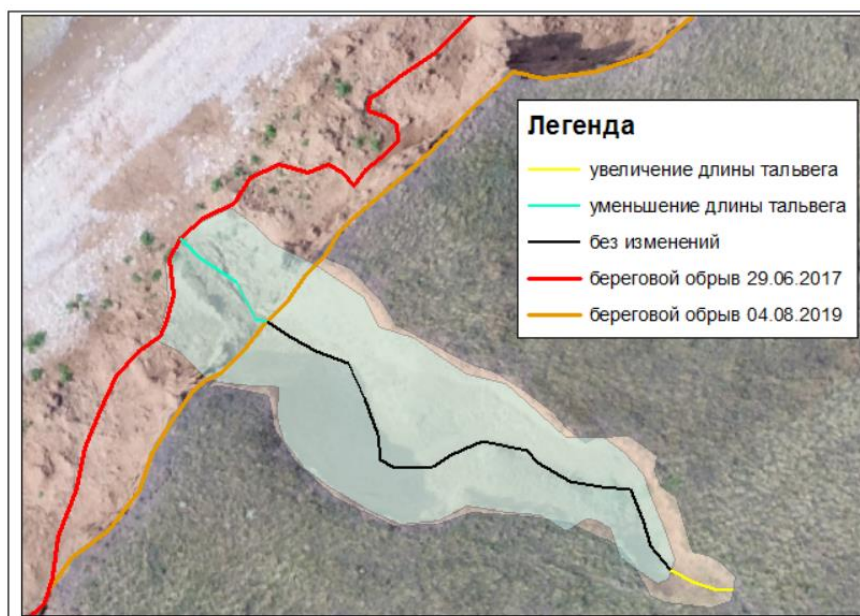 Легенда
увеличение длины тальвега
уменьшение длины тальвега
без изменений
береговой обрыв 29.06.2017
береговой обрыв 04.08.2019